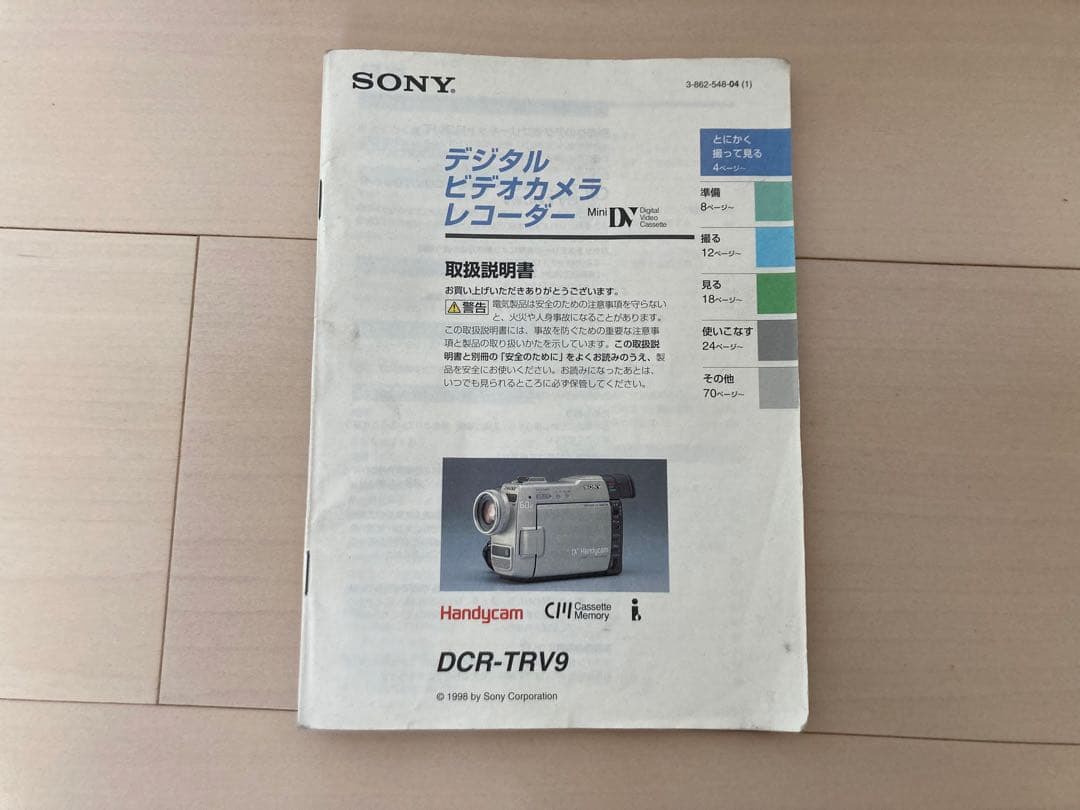 SONY®
3-862-548-04 (1)
デジタル
ビデオカメラ
レコーダー
Mini DV Digital Video Cassette
取扱説明書
お買い上げいただきありがとうございます。
警告 電気製品は安全のための注意事項を守らない
と、火災や人身事故になることがあります。
この取扱説明書には、事故を防ぐための重要な注意事
項と製品の取り扱いかたを示しています。この取扱説
明書と別冊の「安全のために」をよくお読みのうえ、製
品を安全にお使いください。お読みになったあとは、
いつでも見られるところに必ず保管してください。
とにかく
撮って見る
4ページ~
準備
8ページ~
撮る
12ページ~
見る
18ページ~
使いこなす
24ページ~
その他
70ページ~
SONY
DV Handycam
Handycam
CM Cassette Memory
i
DCR-TRV9
© 1998 by Sony Corporation